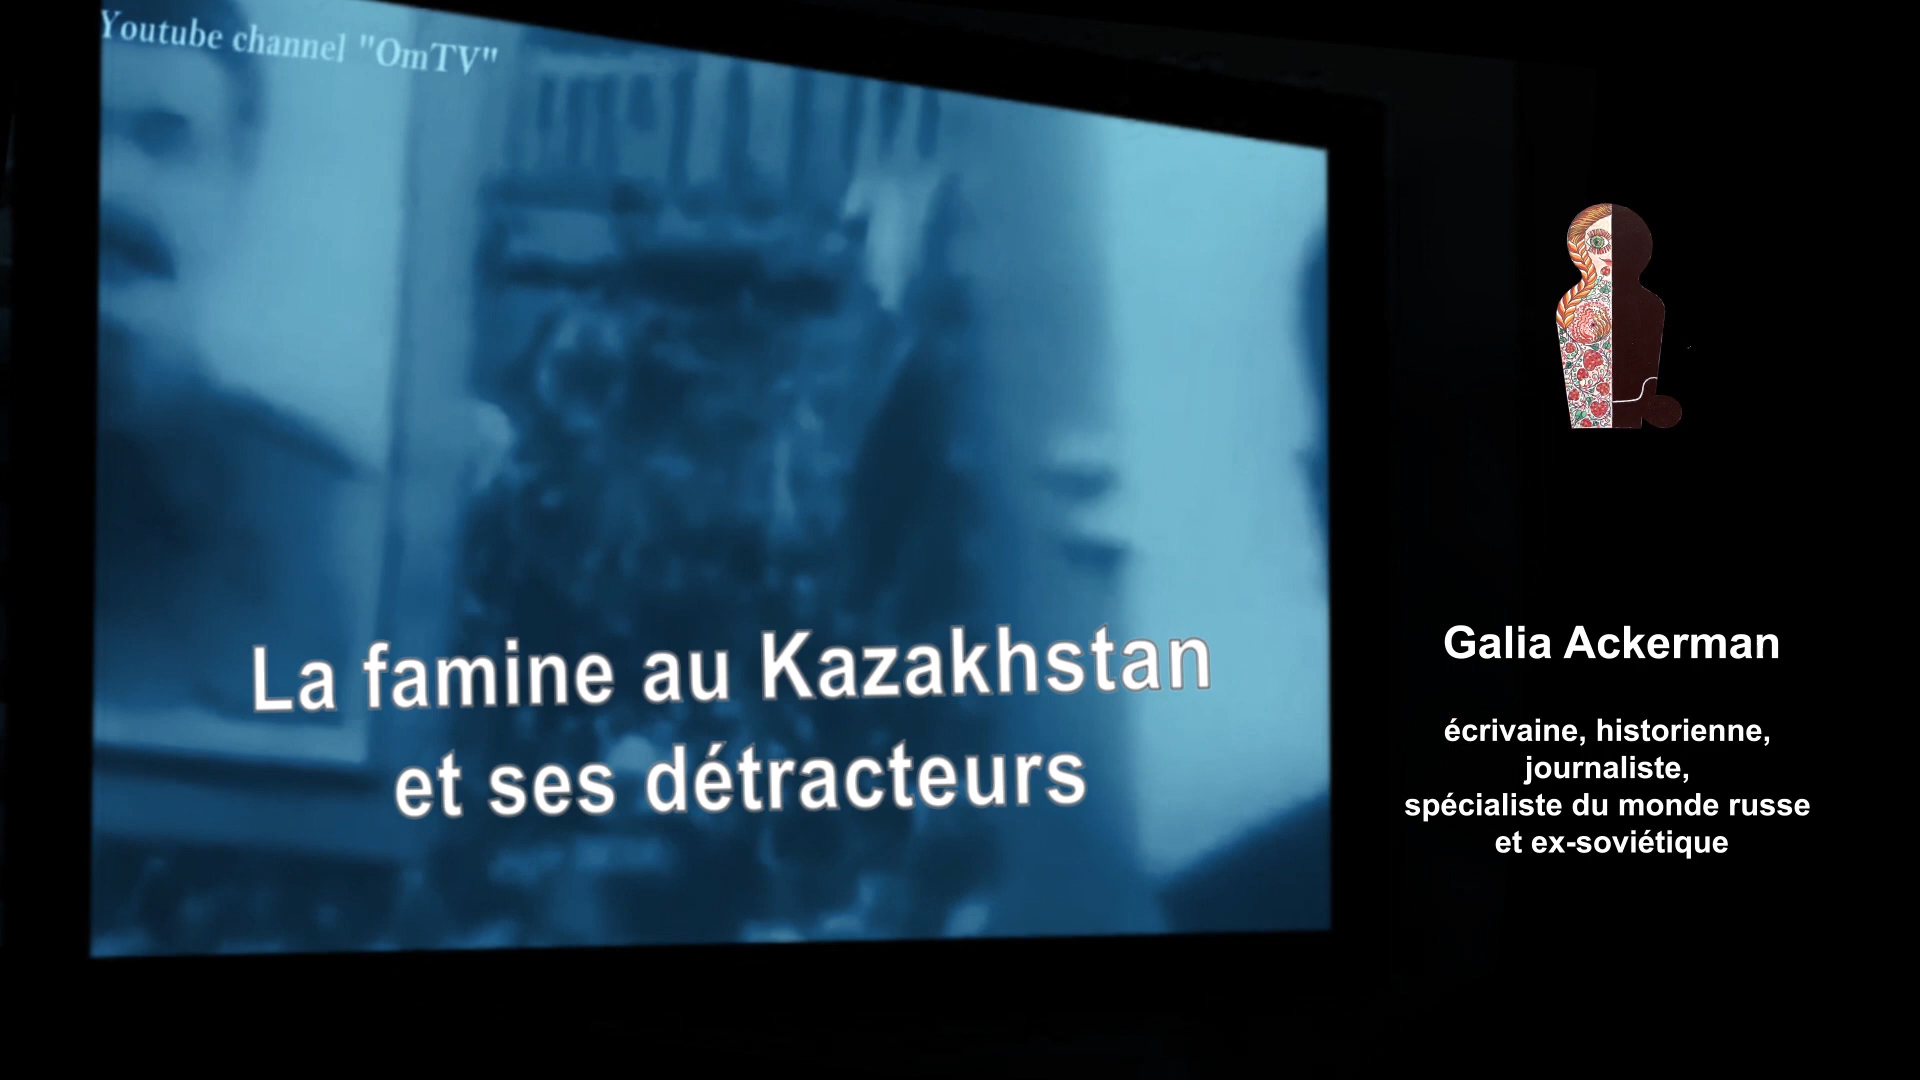 Youtube channel "OmTV"
La famine au Kazakhstan
et ses détracteurs
Galia Ackerman
écrivaine, historienne,
journaliste,
spécialiste du monde russe
et ex-soviétique